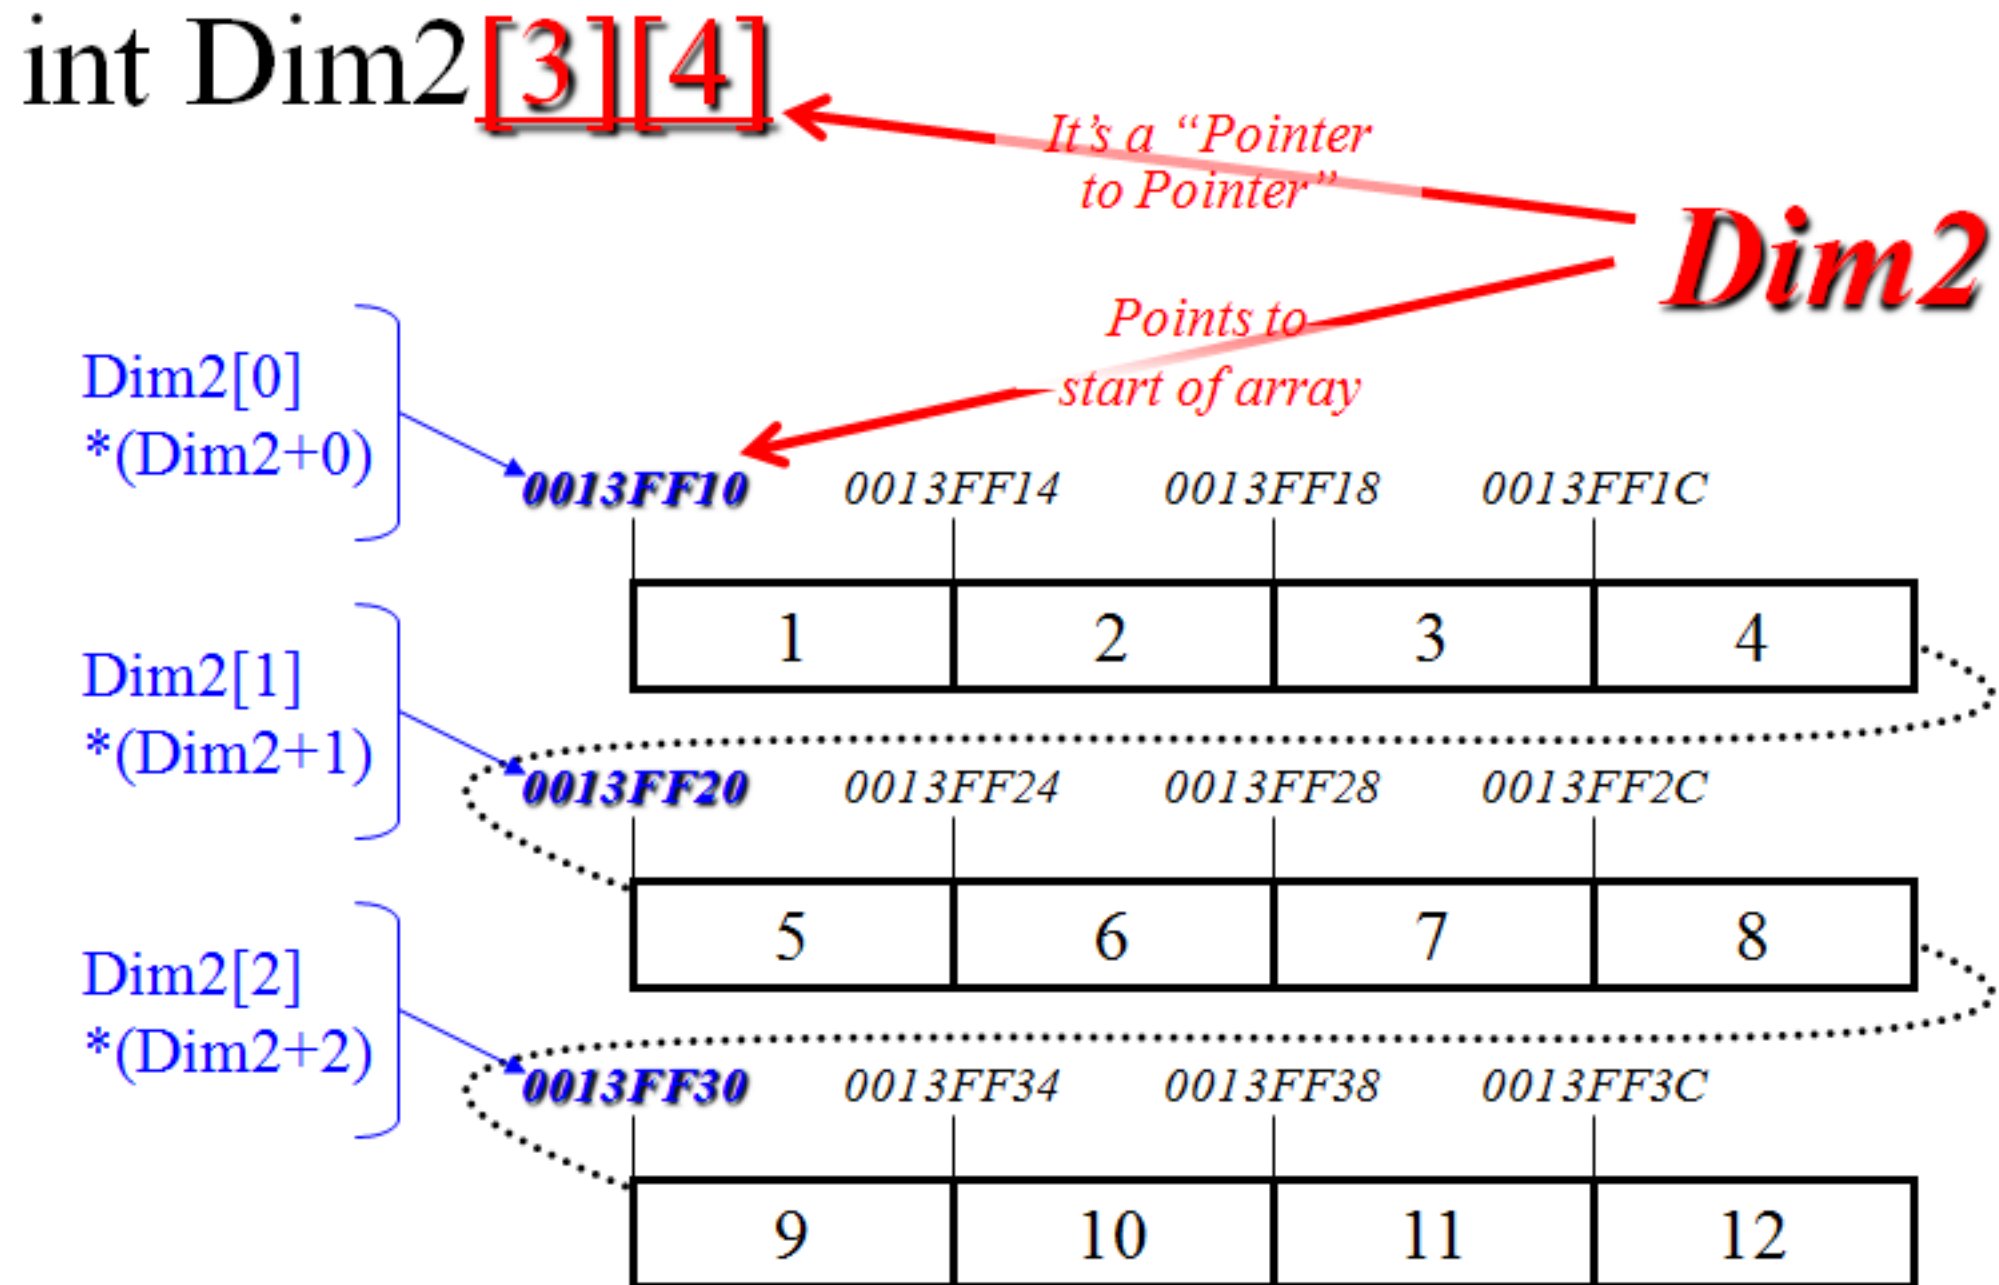 int Dim2[3][4]
It's a “Pointer
to Pointer”
Dim2
Points to
start of array
Dim2[0]
*(Dim2+0)
0013FF10 0013FF14 0013FF18 0013FF1C
1 2 3 4
Dim2[1]
*(Dim2+1)
0013FF20 0013FF24 0013FF28 0013FF2C
5 6 7 8
Dim2[2]
*(Dim2+2)
0013FF30 0013FF34 0013FF38 0013FF3C
9 10 11 12